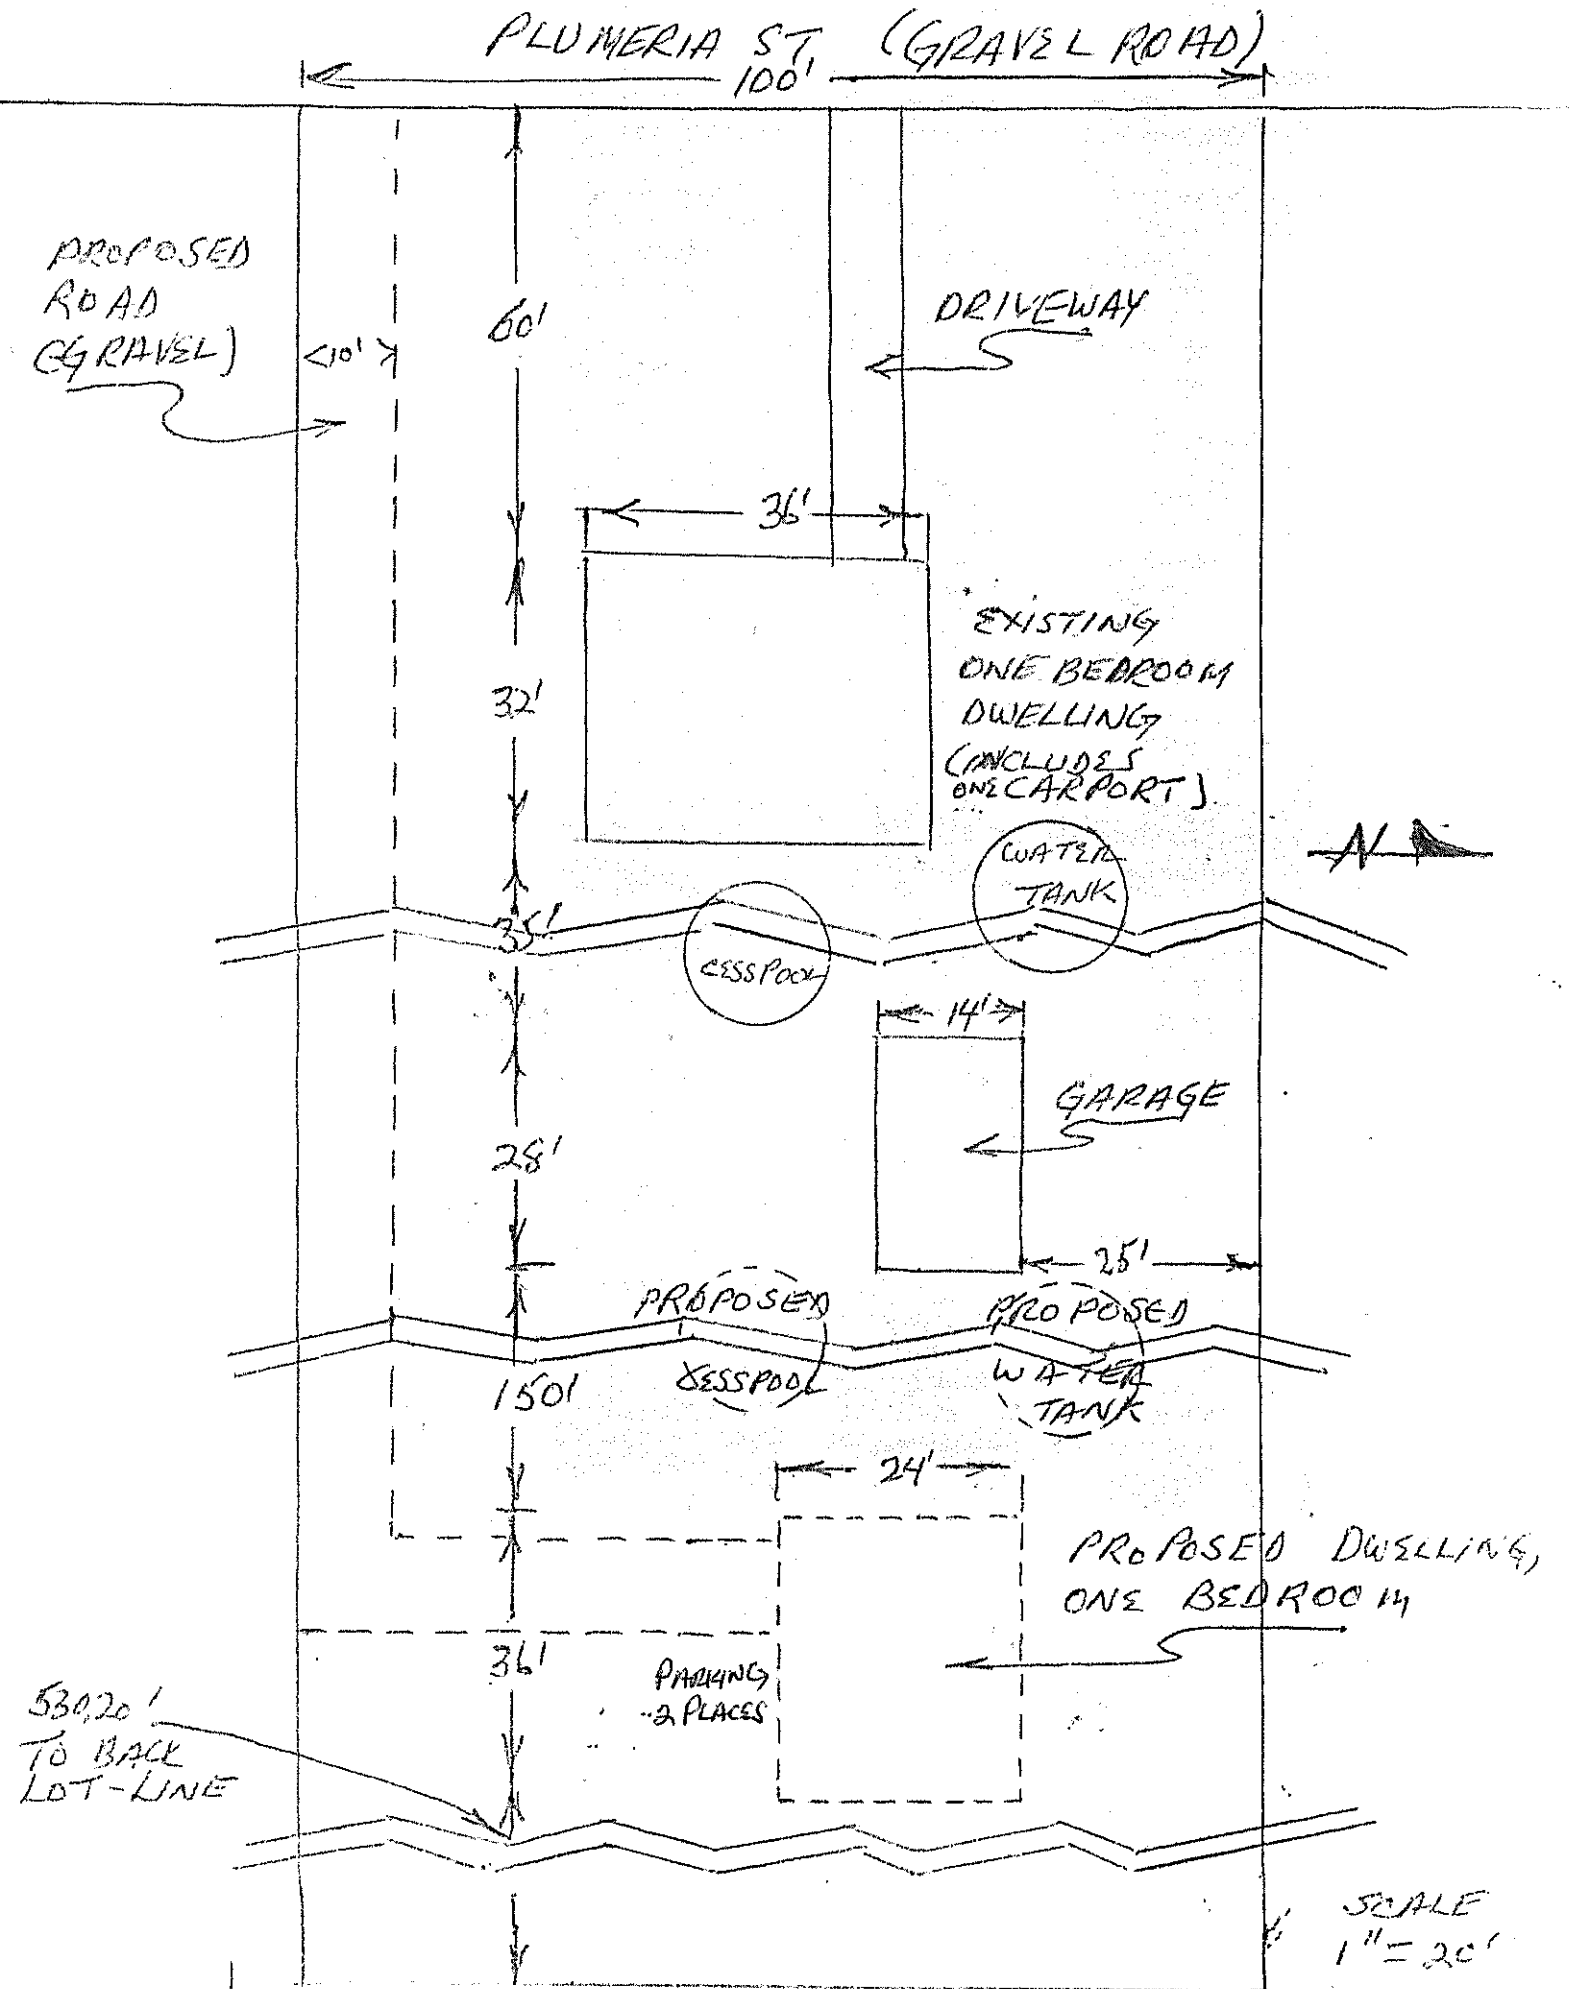 PLUMERIA ST. (GRAVEL ROAD)
100'
PROPOSED
ROAD
(GRAVEL)
10'
60'
DRIVEWAY
36'
32'
EXISTING
ONE BEDROOM
DWELLING
(INCLUDES
ONE CARPORT)
WATER
TANK
N
35'
CESSPOOL
14'
GARAGE
28'
25'
PROPOSED
CESSPOOL
PROPOSED
WATER
TANK
150'
24'
PROPOSED DWELLING,
ONE BEDROOM
36'
PARKING
2 PLACES
TO BACK
LOT-LINE
SCALE
1" = 20'